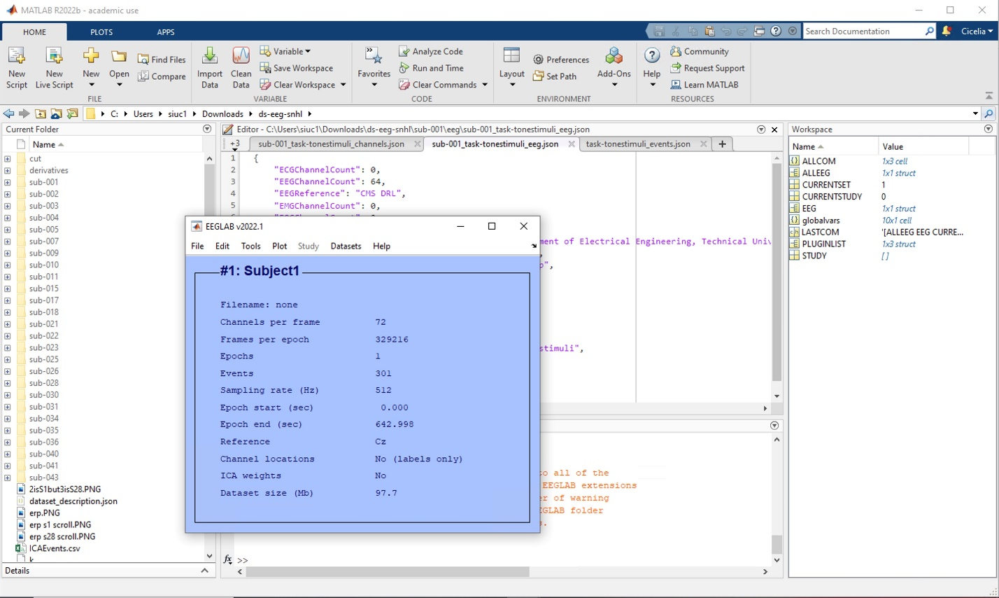 MATLAB R2022b - academic use
HOME PLOTS APPS
Search Documentation
Cicelia
New Script
New Live Script
New
Open
Find Files
Compare
FILE
Import Data
Clean Data
Variable
Save Workspace
Clear Workspace
VARIABLE
Favorites
Analyze Code
Run and Time
Clear Commands
CODE
Layout
Preferences
Set Path
Add-Ons
ENVIRONMENT
Help
Community
Request Support
Learn MATLAB
RESOURCES
C: Users siuc1 Downloads ds-eeg-snhl
Current Folder
Name
cut
derivatives
sub-001
sub-002
sub-003
sub-004
sub-005
sub-007
sub-009
sub-010
sub-011
sub-015
sub-017
sub-018
sub-021
sub-022
sub-023
sub-025
sub-026
sub-028
sub-030
sub-031
sub-034
sub-035
sub-036
sub-040
sub-041
sub-043
2isS1but3isS28.PNG
dataset_description.json
erp.PNG
erp s1 scroll.PNG
erp s28 scroll.PNG
ICAEvents.csv
Details
Editor - C:\Users\siuc1\Downloads\ds-eeg-snhl\sub-001\eeg\sub-001_task-tonestimuli_eeg.json
+3 sub-001_task-tonestimuli_channels.json sub-001_task-tonestimuli_eeg.json task-tonestimuli_events.json
1 {
2 "ECGChannelCount": 0,
3 "EEGChannelCount": 64,
4 "EEGReference": "CMS DRL",
5 "EMGChannelCount": 0,
ment of Electrical Engineering, Technical Univ
p",
stimuli",
EEGLAB v2022.1
File Edit Tools Plot Study Datasets Help
#1: Subject1
Filename: none
Channels per frame 72
Frames per epoch 329216
Epochs 1
Events 301
Sampling rate (Hz) 512
Epoch start (sec) 0.000
Epoch end (sec) 642.998
Reference Cz
Channel locations No (labels only)
ICA weights No
Dataset size (Mb) 97.7
to all of the
EEGLAB extensions
er of warning
EGLAB folder
s.
fx >>
Workspace
Name Value
ALLCOM 1x3 cell
ALLEEG 1x1 struct
CURRENTSET 1
CURRENTSTUDY 0
EEG 1x1 struct
globalvars 10x1 cell
LASTCOM '[ALLEEG EEG CURRE...
PLUGINLIST 1x3 struct
STUDY []